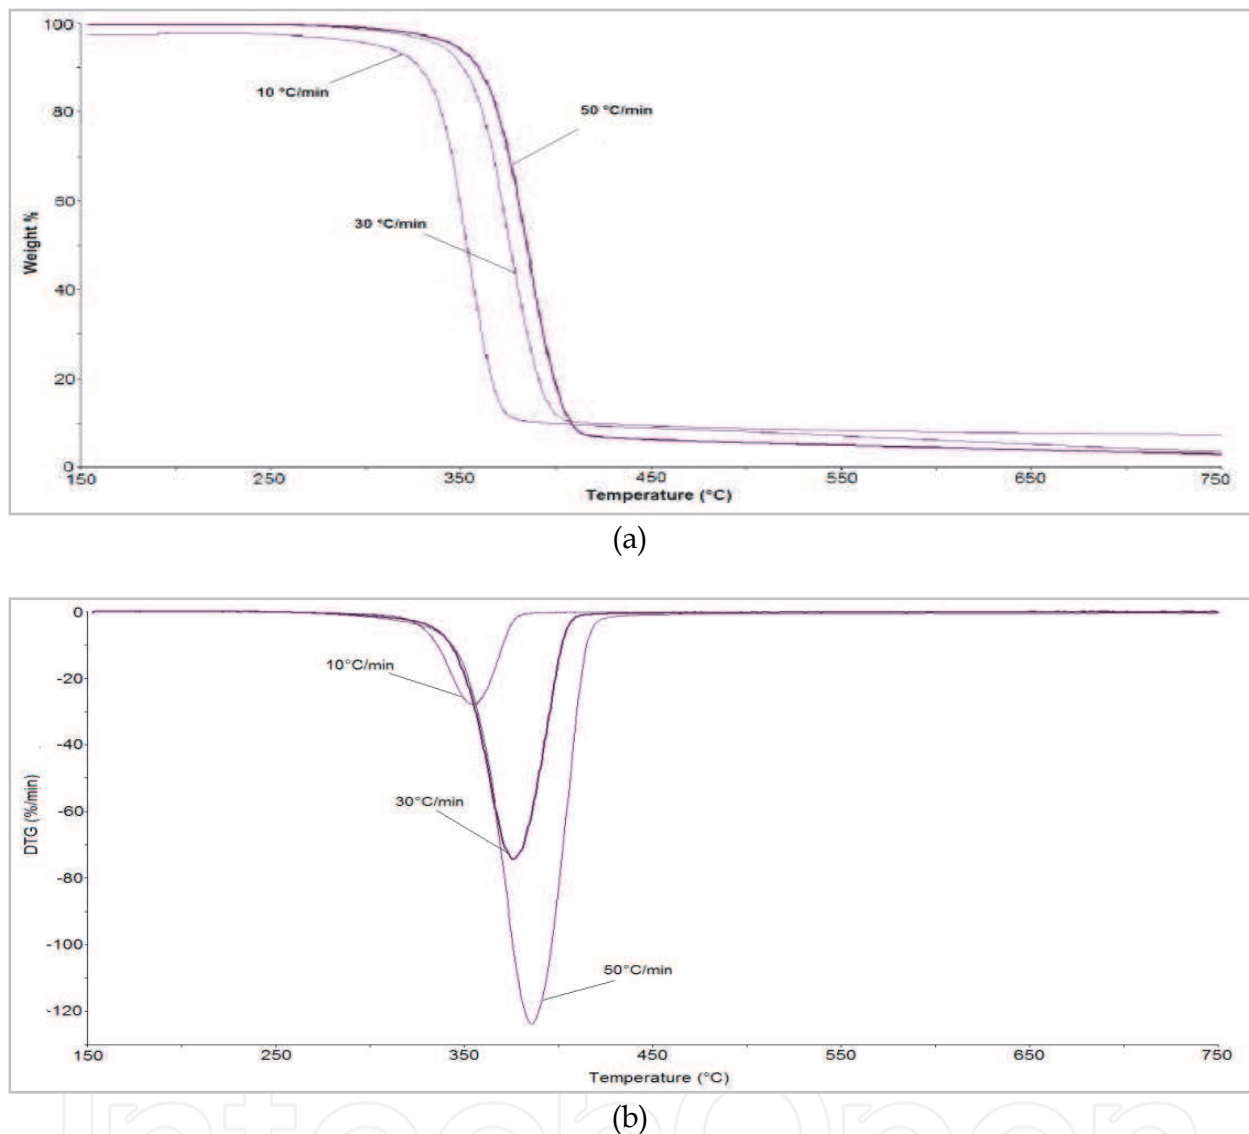 100
10 °C/min
80
50 °C/min
60
30 °C/min
Weight %
40
20
0
150 250 350 450 550 650 750
Temperature (°C)
(a)
0
10°C/min
-20
-40
-60
30°C/min
DTG (%/min)
-80
-100
50°C/min
-120
150 250 350 450 550 650 750
Temperature (°C)
(b)
IntechOpen